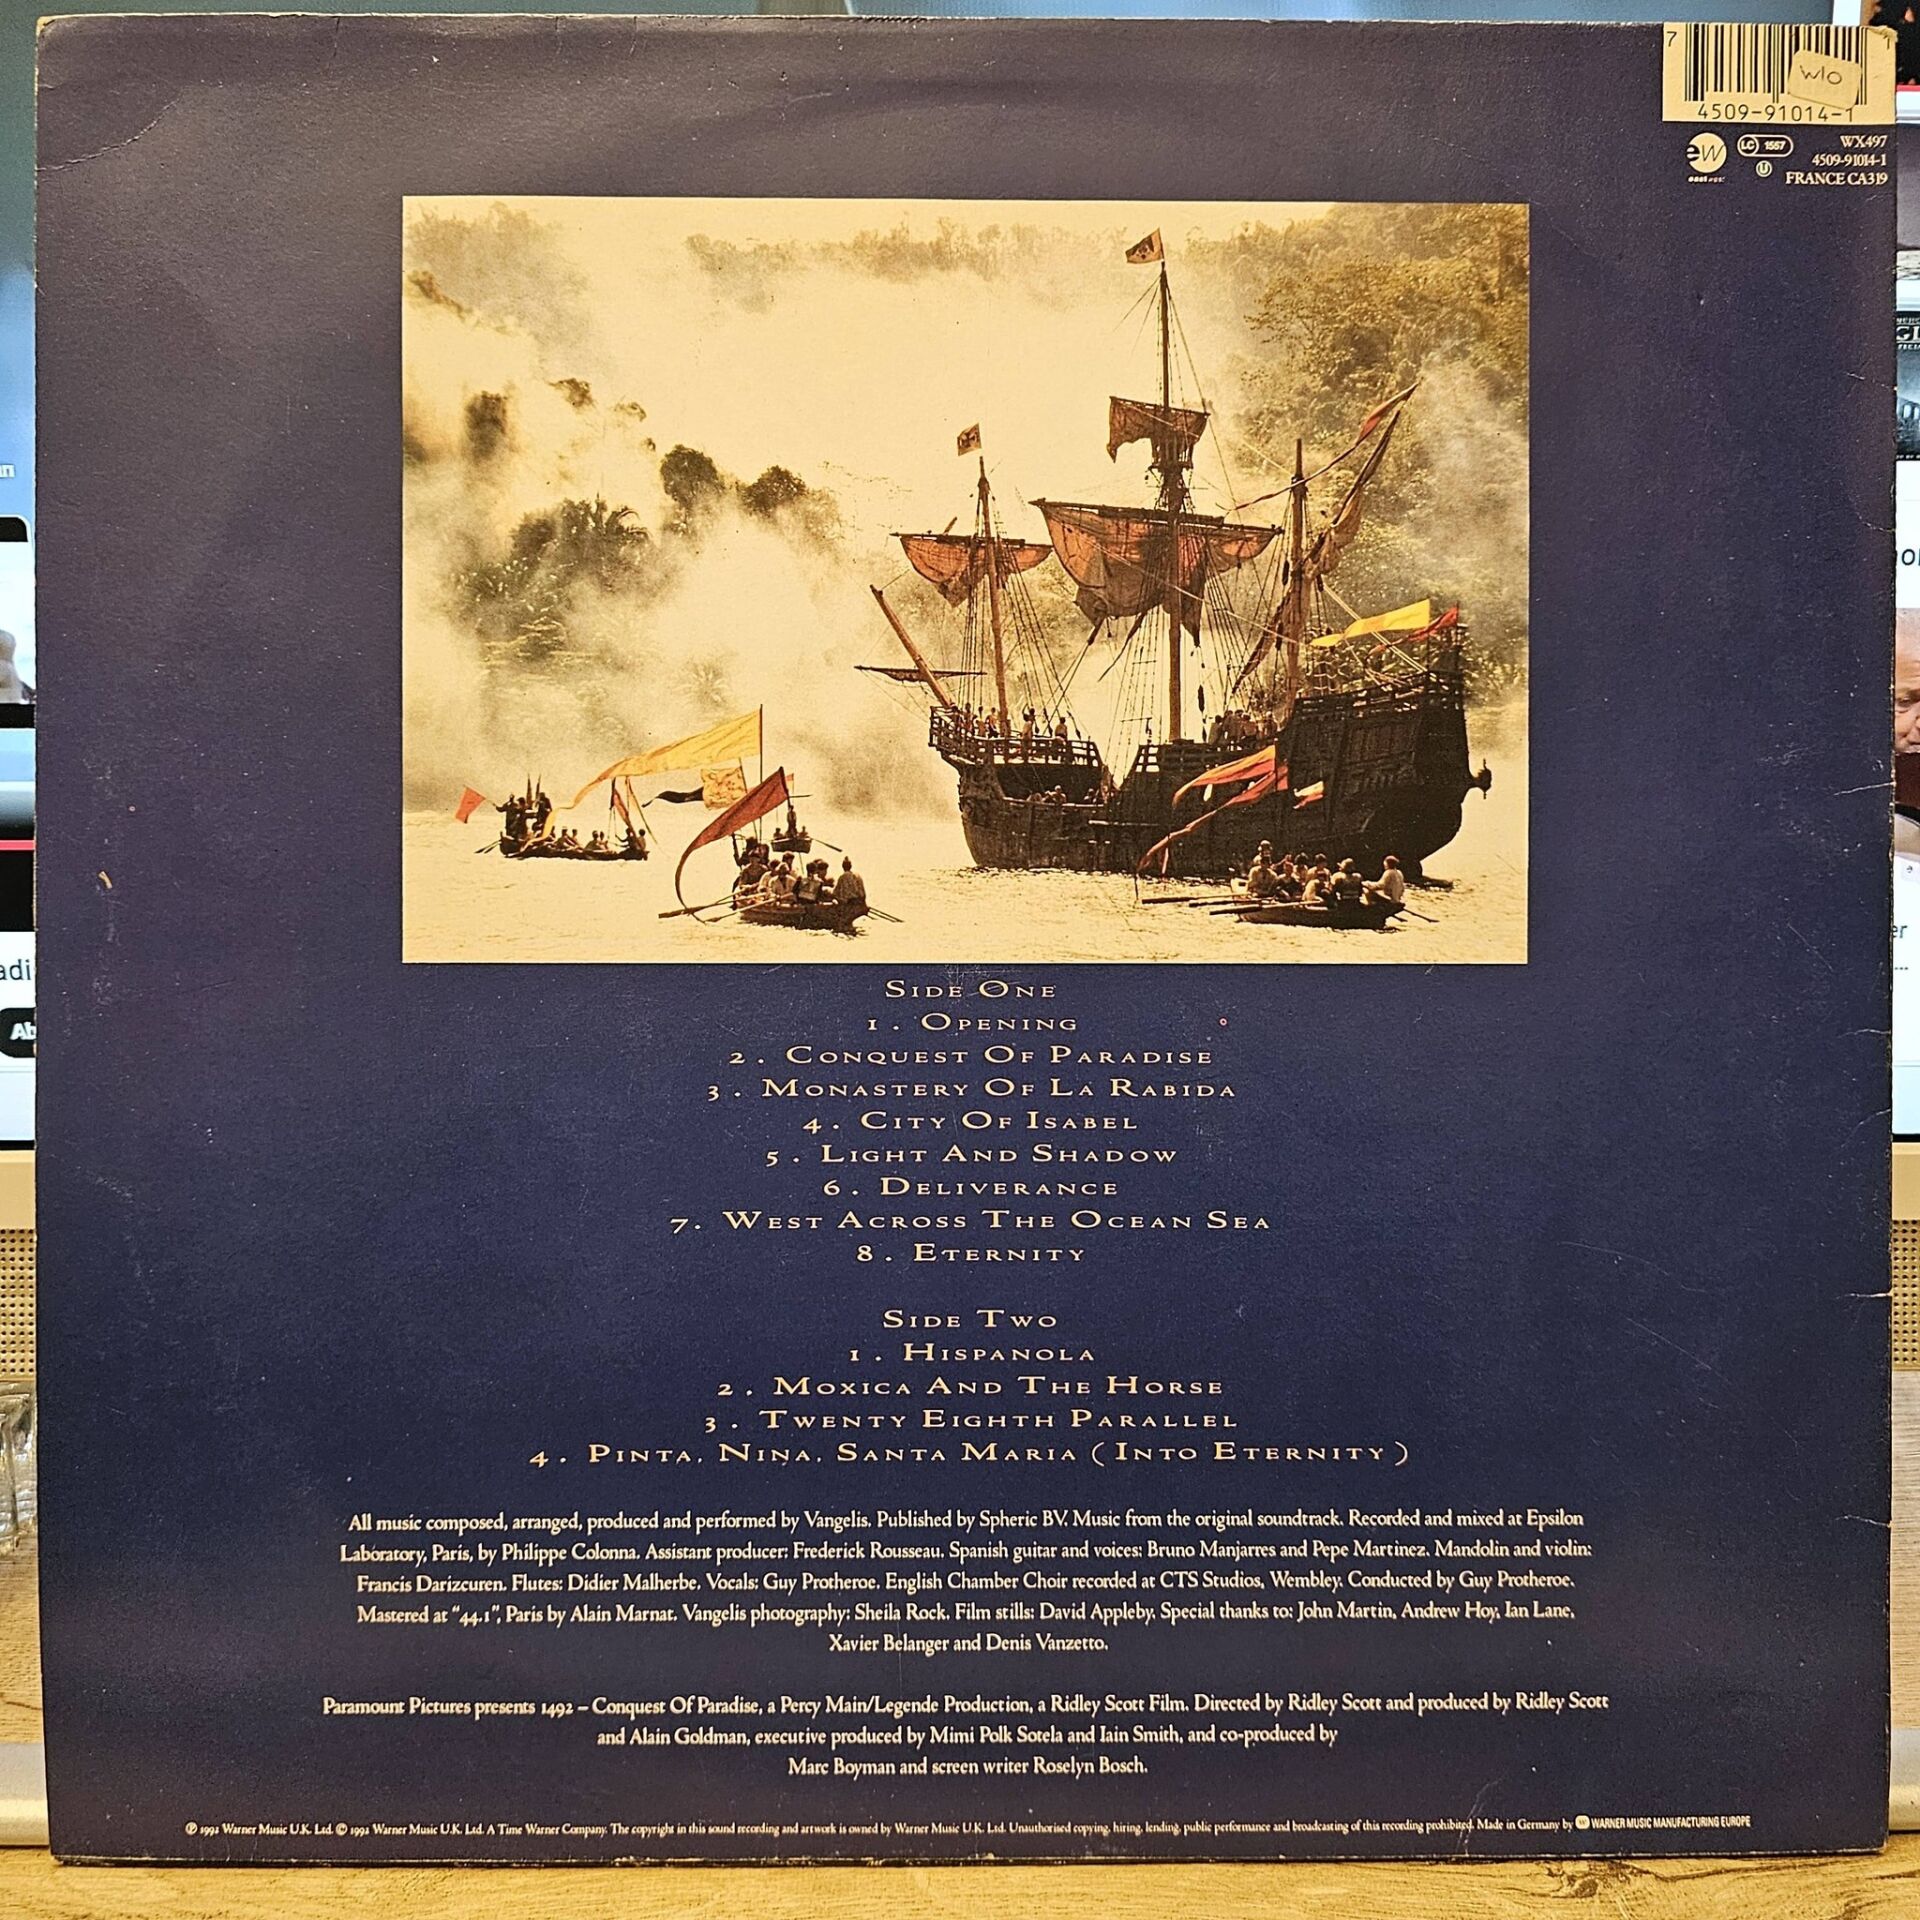 7
1
w/o
4509-91014-1
ew
LC 1557
U
WX497
4509-91014-1
FRANCE CA319
SIDE ONE
1. OPENING
2. CONQUEST OF PARADISE
3. MONASTERY OF LA RABIDA
4. CITY OF ISABEL
5. LIGHT AND SHADOW
6. DELIVERANCE
7. WEST ACROSS THE OCEAN SEA
8. ETERNITY
SIDE TWO
1. HISPANOLA
2. MOXICA AND THE HORSE
3. TWENTY EIGHTH PARALLEL
4. PINTA, NINA, SANTA MARIA (INTO ETERNITY)
All music composed, arranged, produced and performed by Vangelis. Published by Spheric BV. Music from the original soundtrack. Recorded and mixed at Epsilon
Laboratory, Paris, by Philippe Colonna. Assistant producer: Frederick Rousseau. Spanish guitar and voices: Bruno Manjarres and Pepe Martinez. Mandolin and violin:
Francis Darizcuren. Flutes: Didier Malherbe. Vocals: Guy Protheroe. English Chamber Choir recorded at CTS Studios, Wembley. Conducted by Guy Protheroe.
Mastered at "44.1", Paris by Alain Marnat. Vangelis photography: Sheila Rock. Film stills: David Appleby. Special thanks to: John Martin, Andrew Hoy, Ian Lane,
Xavier Belanger and Denis Vanzetto.
Paramount Pictures presents 1492 – Conquest Of Paradise, a Percy Main/Legende Production, a Ridley Scott Film. Directed by Ridley Scott and produced by Ridley Scott
and Alain Goldman, executive produced by Mimi Polk Sotela and Iain Smith, and co-produced by
Marc Boyman and screen writer Roselyn Bosch.
℗ 1992 Warner Music U.K. Ltd. © 1992 Warner Music U.K. Ltd. A Time Warner Company. The copyright in this sound recording and artwork is owned by Warner Music U.K. Ltd. Unauthorised copying, hiring, lending, public performance and broadcasting of this recording prohibited. Made in Germany by WARNER MUSIC MANUFACTURING EUROPE